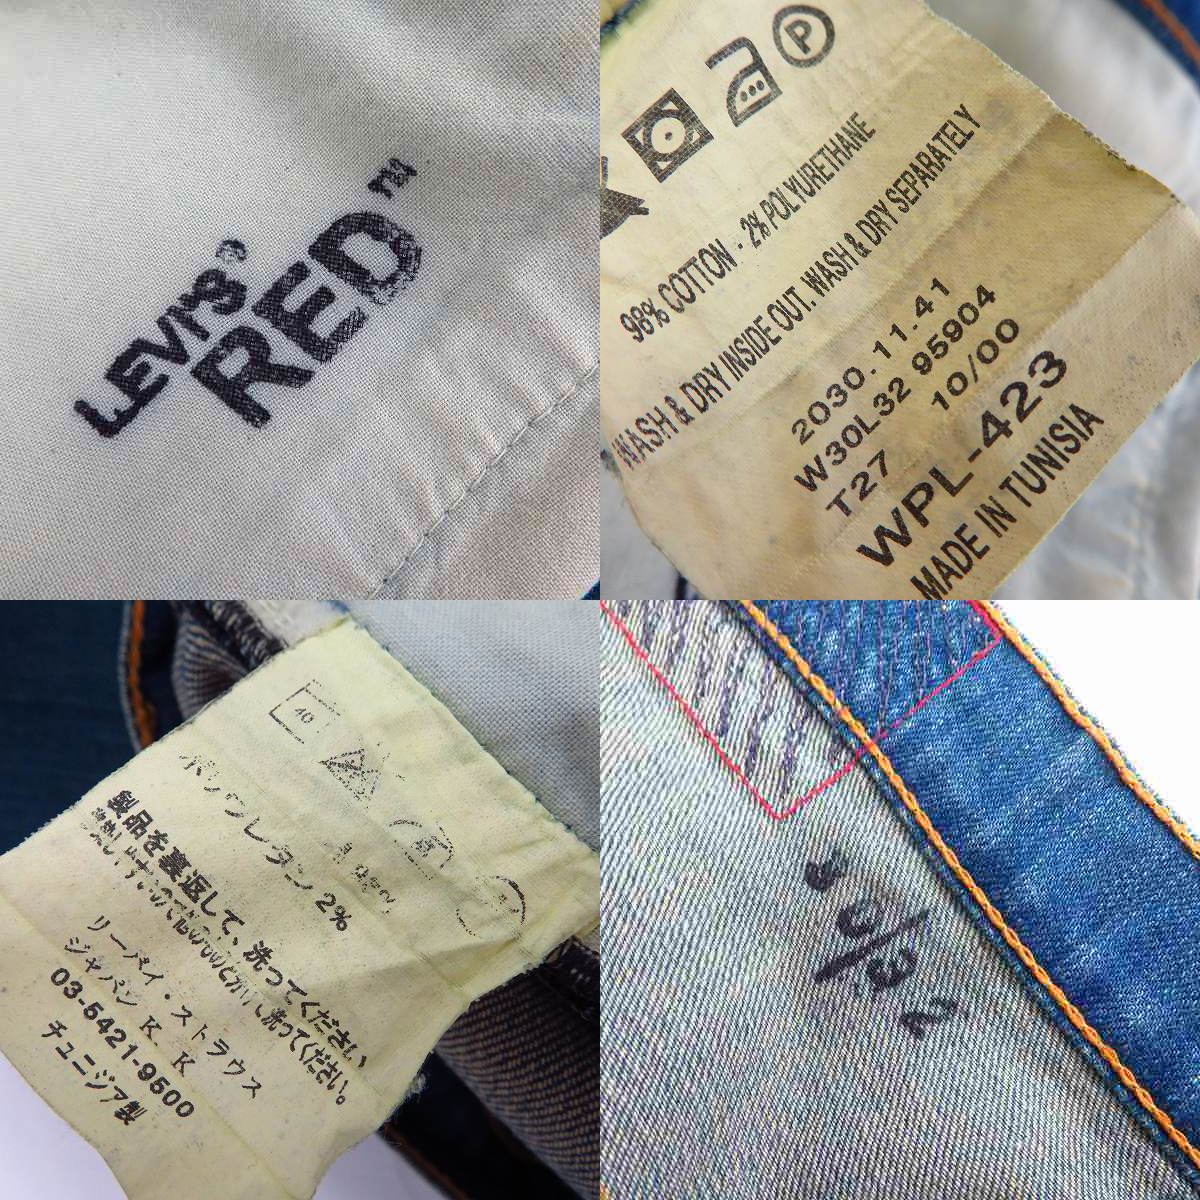 LEVI'S®
RED™
P
98% COTTON · 2% POLYURETHANE
WASH & DRY INSIDE OUT. WASH & DRY SEPARATELY
2030.11.41
W30L32 95904
T27 10/00
WPL-423
MADE IN TUNISIA
40
ポリウレタン 2%
製品を裏返して、洗ってください。
リーバイ・ストラウス
ジャパン K K
03-5421-9500
チュニジア製